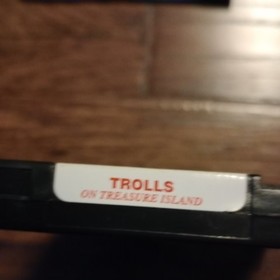 TROLLS
ON TREASURE ISLAND